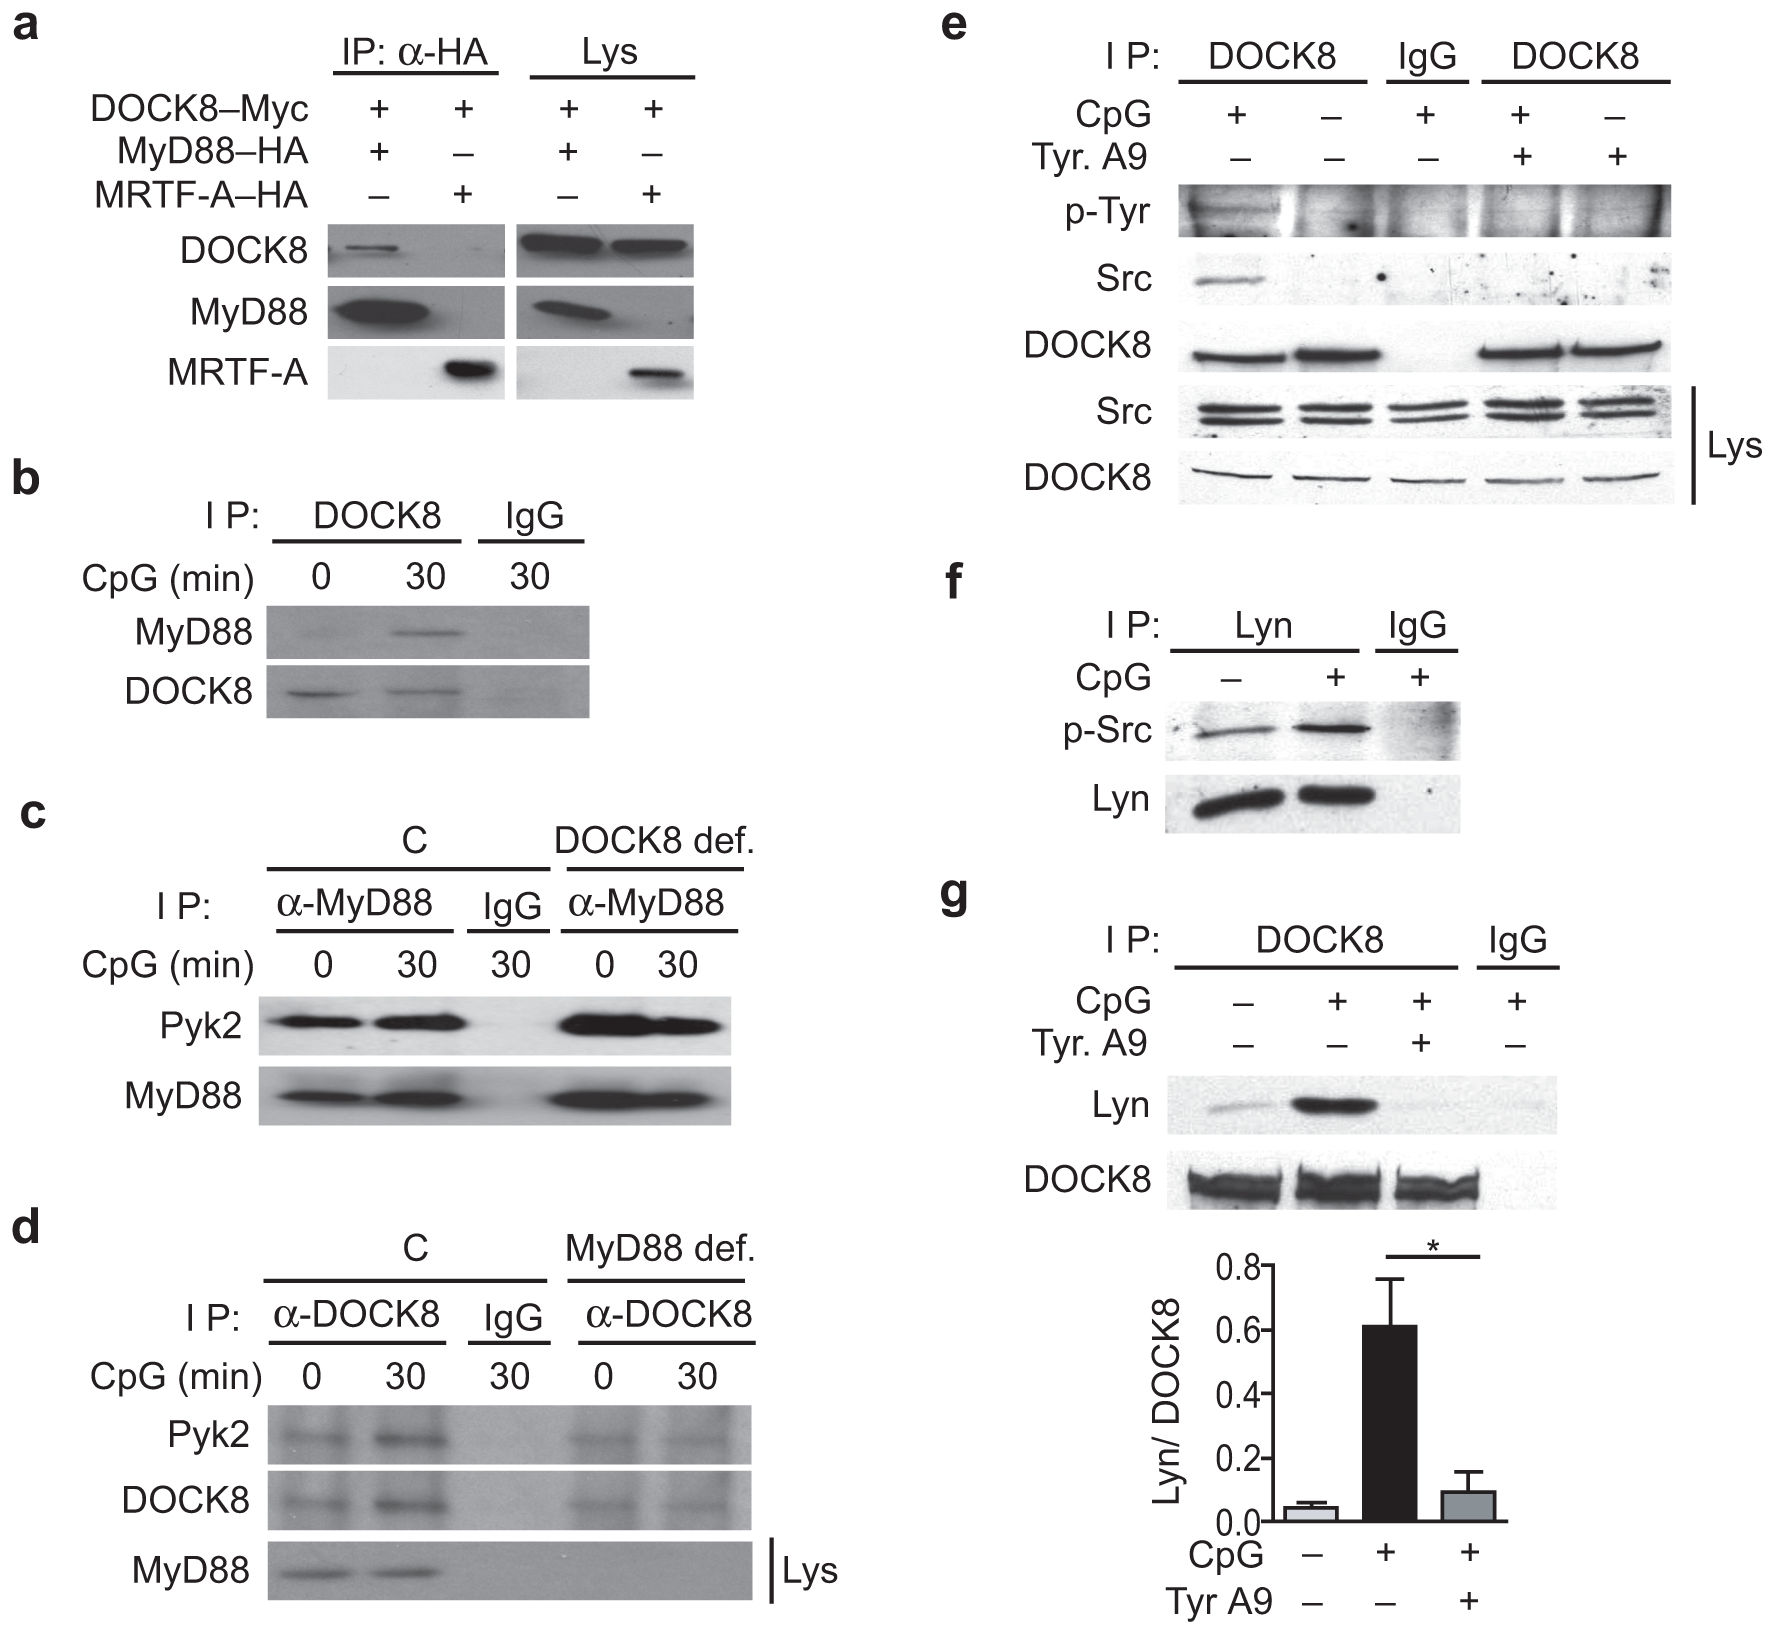 a
IP: α-HA Lys
DOCK8–Myc + + + +
MyD88–HA + – + –
MRTF-A–HA – + – +
DOCK8
MyD88
MRTF-A
b
I P: DOCK8 IgG
CpG (min) 0 30 30
MyD88
DOCK8
c
C DOCK8 def.
I P: α-MyD88 IgG α-MyD88
CpG (min) 0 30 30 0 30
Pyk2
MyD88
d
C MyD88 def.
I P: α-DOCK8 IgG α-DOCK8
CpG (min) 0 30 30 0 30
Pyk2
DOCK8
MyD88 Lys
e
I P: DOCK8 IgG DOCK8
CpG + – + + –
Tyr. A9 – – – + +
p-Tyr
Src
DOCK8
Src
Lys
DOCK8
f
I P: Lyn IgG
CpG – + +
p-Src
Lyn
g
I P: DOCK8 IgG
CpG – + + +
Tyr. A9 – – + –
Lyn
DOCK8
*
0.8
0.6
0.4
0.2
0.0
Lyn/ DOCK8
CpG – + +
Tyr A9 – – +